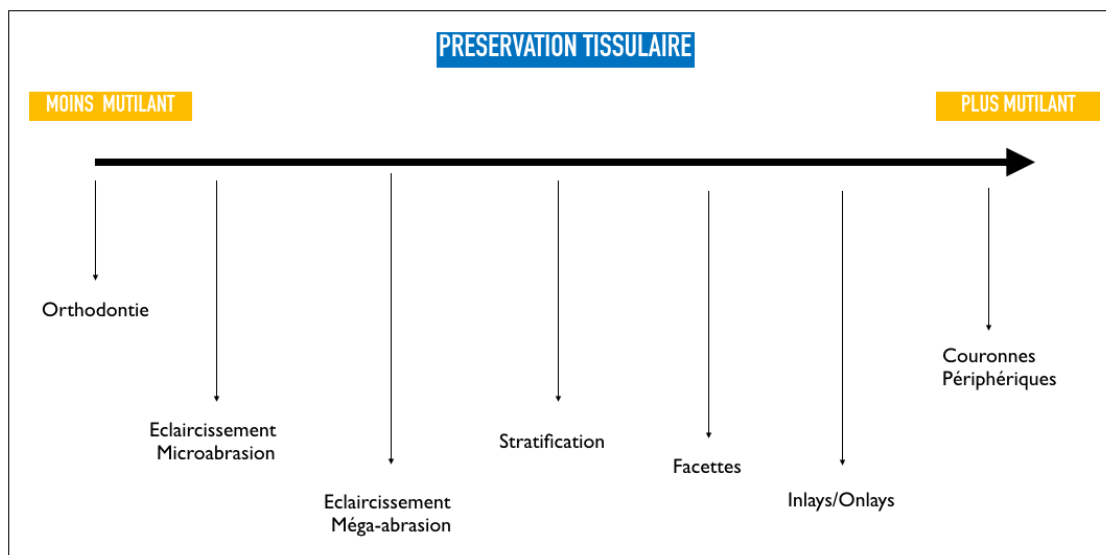 PRESERVATION TISSULAIRE
MOINS MUTILANT
PLUS MUTILANT
Orthodontie
Eclaircissement
Microabrasion
Eclaircissement
Méga-abrasion
Stratification
Facettes
Inlays/Onlays
Couronnes
Périphériques